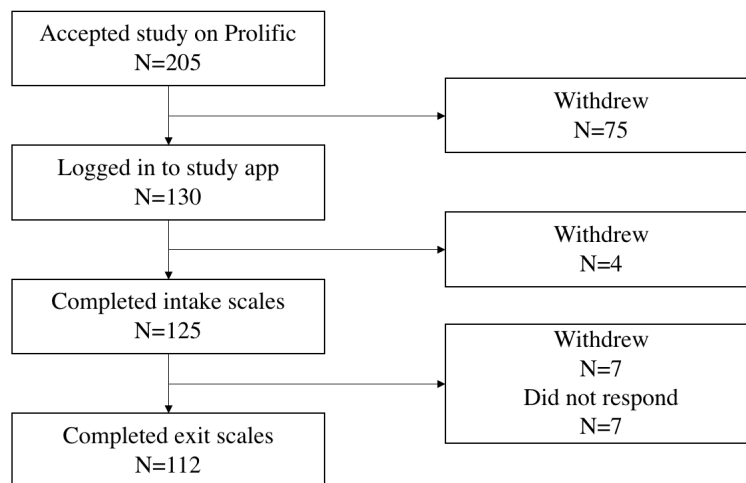 Accepted study on Prolific
N=205
Withdrew
N=75
Logged in to study app
N=130
Withdrew
N=4
Completed intake scales
N=125
Withdrew
N=7
Did not respond
N=7
Completed exit scales
N=112